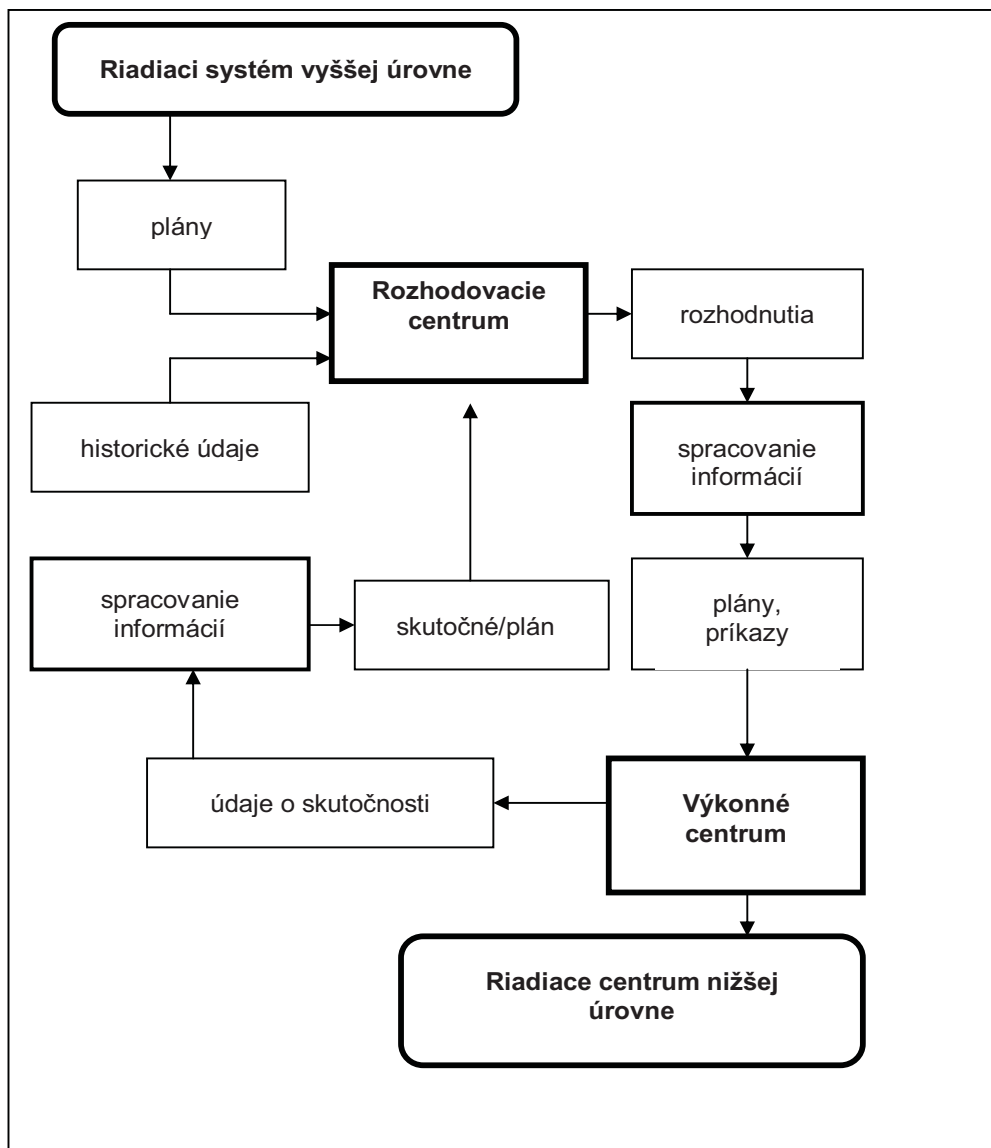 Riadiaci systém vyššej úrovne
plány
Rozhodovacie
centrum
rozhodnutia
historické údaje
spracovanie
informácií
spracovanie
informácií
skutočné/plán
plány,
príkazy
údaje o skutočnosti
Výkonné
centrum
Riadiace centrum nižšej
úrovne